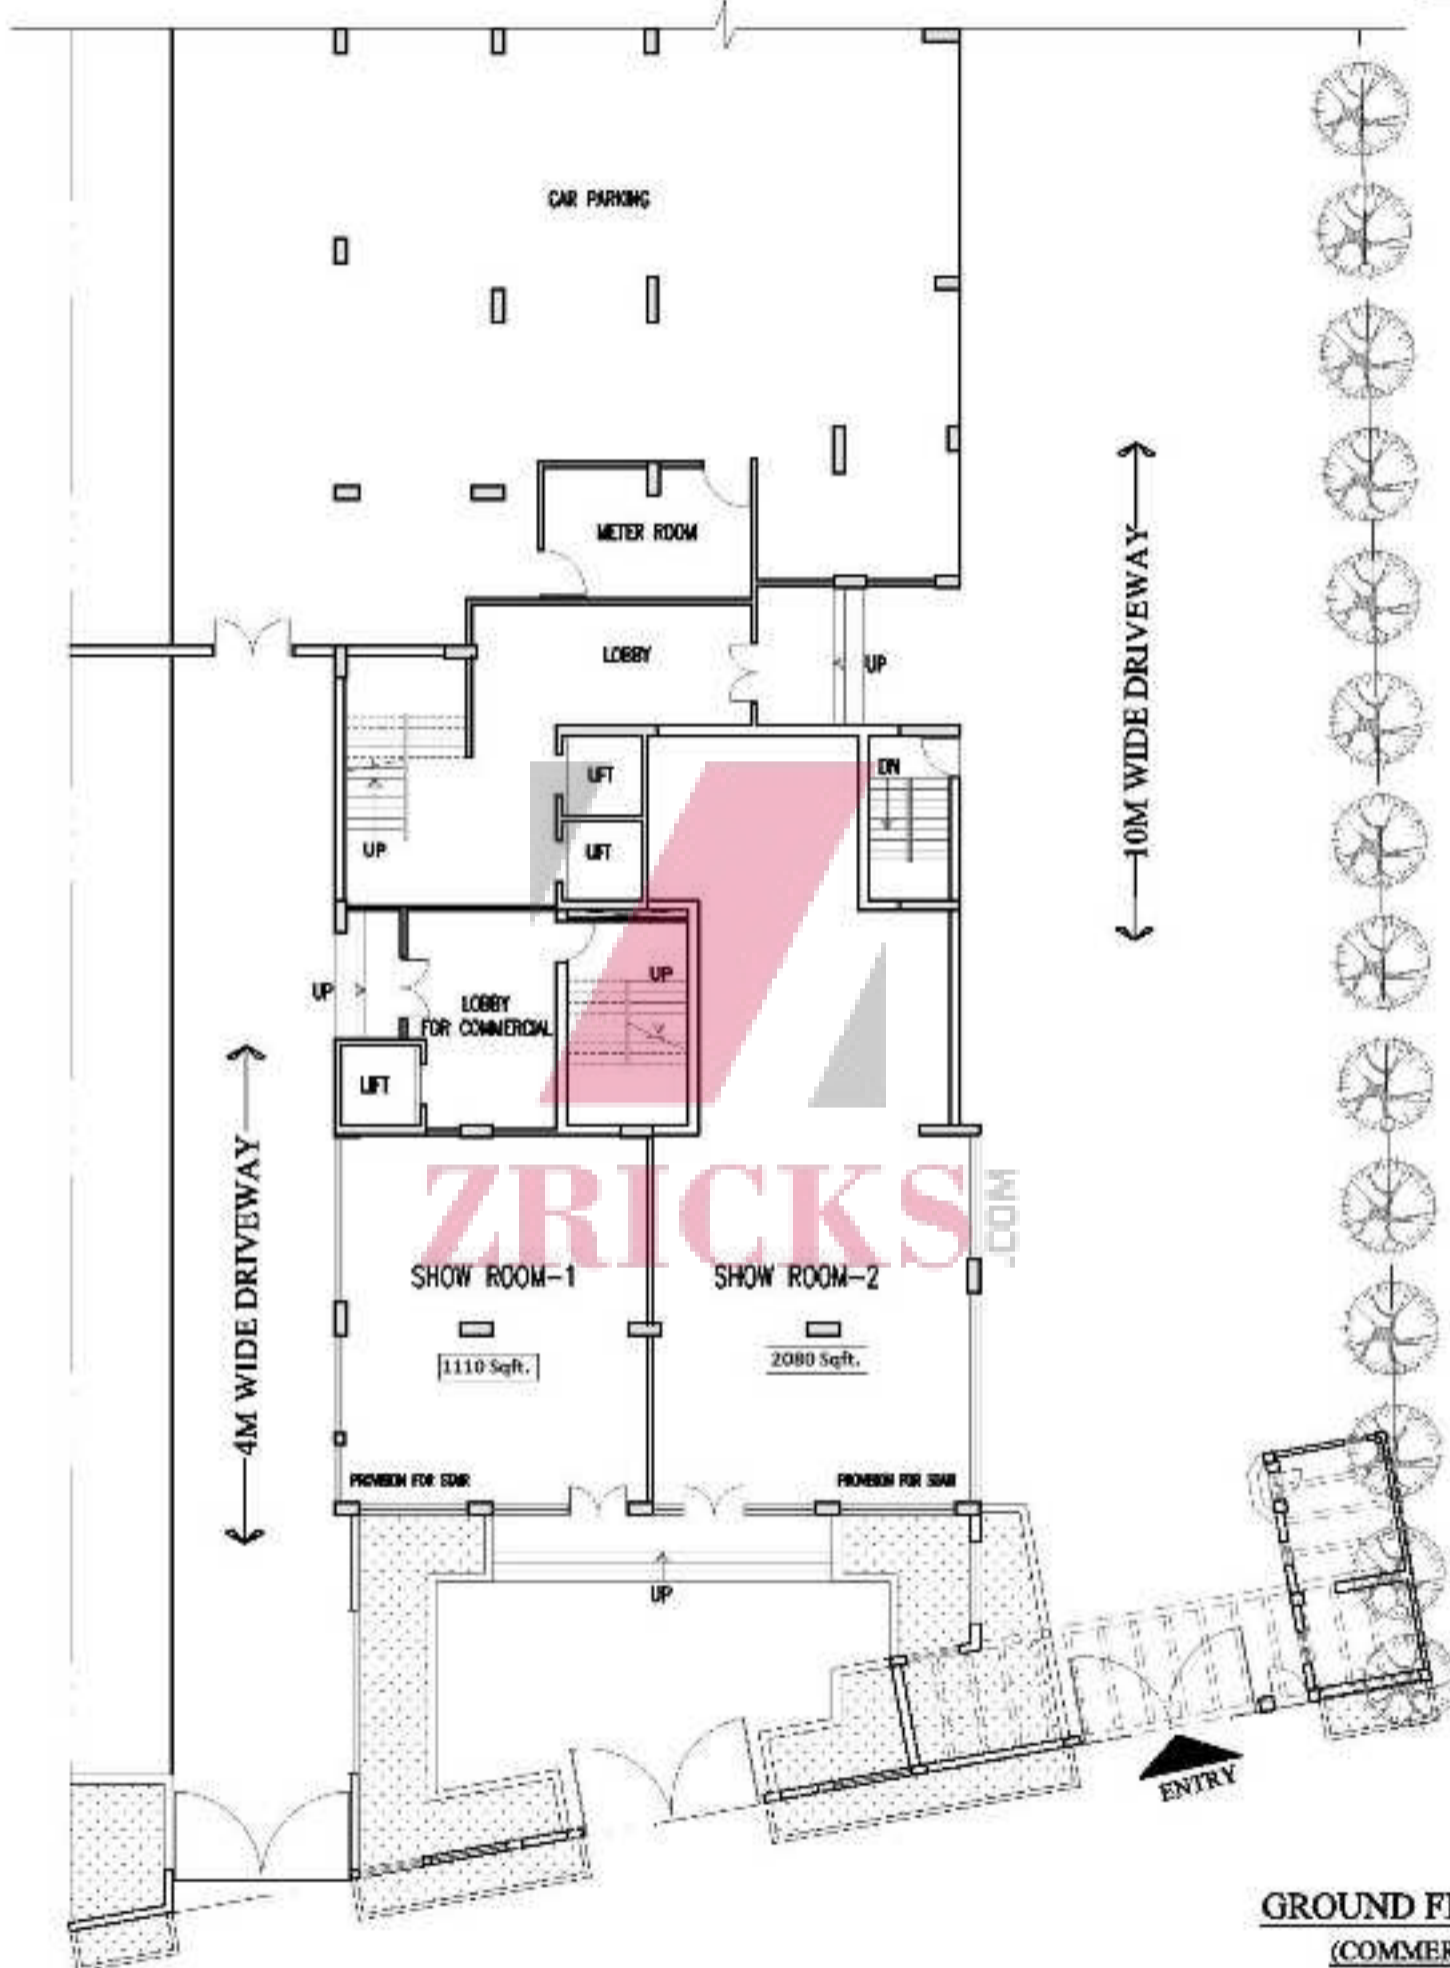 CAR PARKING
METER ROOM
LOBBY
UP
10M WIDE DRIVEWAY
LIFT
DN
LIFT
UP
UP
UP
LOBBY
FOR COMMERCIAL
LIFT
4M WIDE DRIVEWAY
ZRICKS
.COM
SHOW ROOM-1
SHOW ROOM-2
1110 Sqft.
2080 Sqft.
PROVISION FOR STAIR
PROVISION FOR STAIR
UP
ENTRY
GROUND
(COMMER